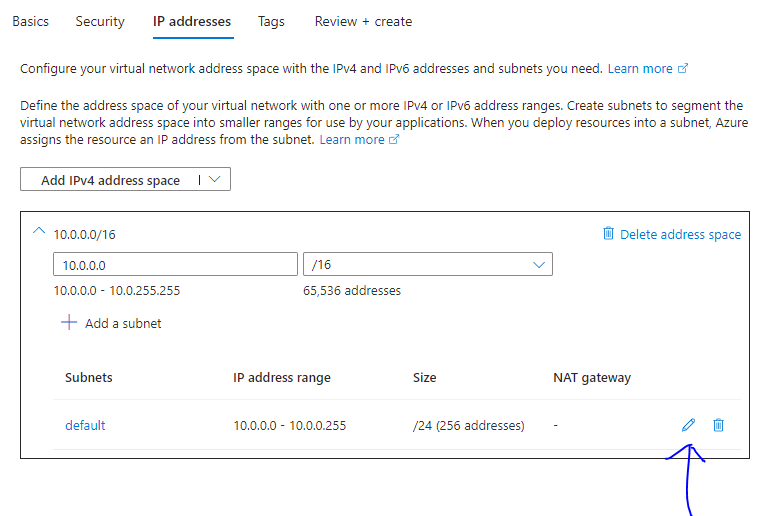 Basics Security IP addresses Tags Review + create
Configure your virtual network address space with the IPv4 and IPv6 addresses and subnets you need. Learn more
Define the address space of your virtual network with one or more IPv4 or IPv6 address ranges. Create subnets to segment the
virtual network address space into smaller ranges for use by your applications. When you deploy resources into a subnet, Azure
assigns the resource an IP address from the subnet. Learn more
Add IPv4 address space |
10.0.0.0/16 Delete address space
10.0.0.0 /16
10.0.0.0 - 10.0.255.255 65,536 addresses
Add a subnet
Subnets IP address range Size NAT gateway
default 10.0.0.0 - 10.0.0.255 /24 (256 addresses) -